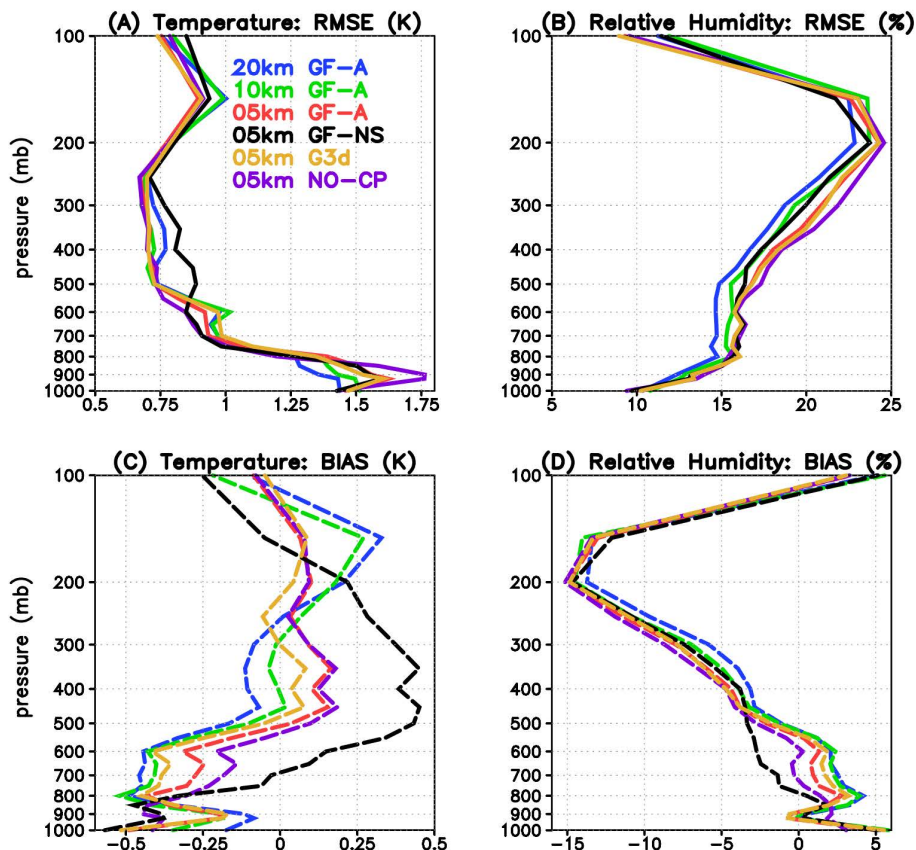 (A) Temperature: RMSE (K)
(B) Relative Humidity: RMSE (%)
pressure (mb)
100
200
300
400
500
600
700
800
900
1000
20km GF-A
10km GF-A
05km GF-A
05km GF-NS
05km G3d
05km NO-CP
0.5 0.75 1 1.25 1.5 1.75
100
200
300
400
500
600
700
800
900
1000
5 10 15 20 25
(C) Temperature: BIAS (K)
(D) Relative Humidity: BIAS (%)
pressure (mb)
100
200
300
400
500
600
700
800
900
1000
-0.5 -0.25 0 0.25 0.5
100
200
300
400
500
600
700
800
900
1000
-15 -10 -5 0 5